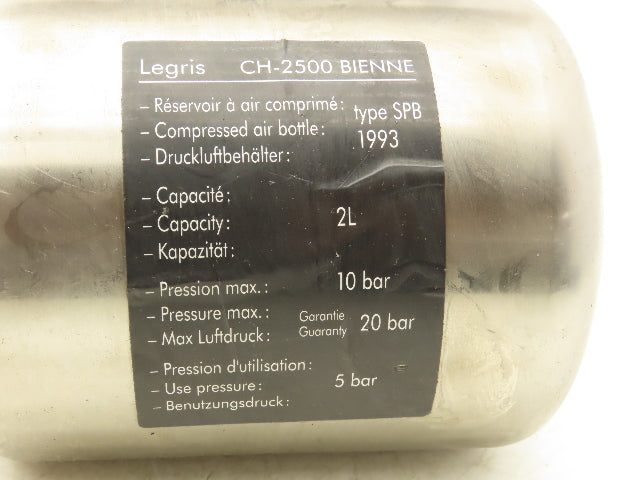 Legris CH-2500 BIENNE
- Réservoir à air comprimé: type SPB
- Compressed air bottle: 1993
- Druckluftbehälter:
- Capacité:
- Capacity: 2L
- Kapazität:
- Pression max.: 10 bar
- Pressure max.: Garantie
- Max Luftdruck: Guaranty 20 bar
- Pression d'utilisation:
- Use pressure: 5 bar
- Benutzungsdruck: